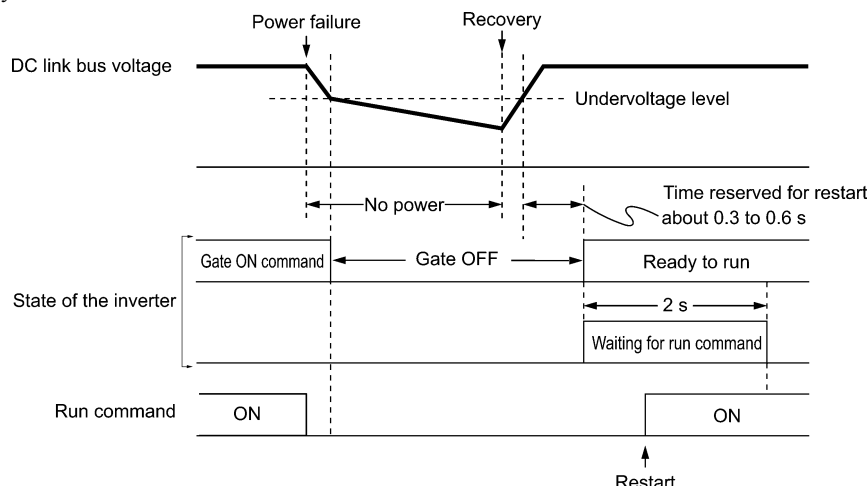 y
Power failure
Recovery
DC link bus voltage
Undervoltage level
No power
Time reserved for restart
about 0.3 to 0.6 s
Gate ON command
Gate OFF
Ready to run
State of the inverter
2 s
Waiting for run command
Run command
ON
ON
Restart